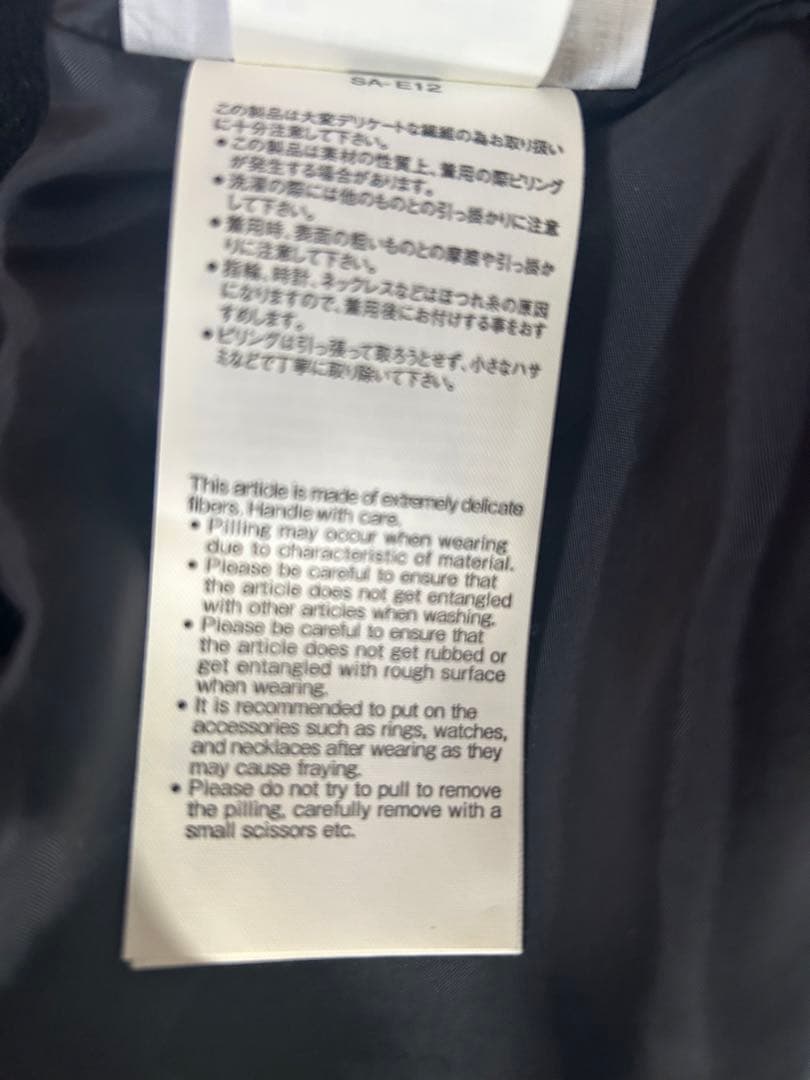 SA-E12
この製品は大変デリケートな繊維の為お取り扱い
に十分注意して下さい。
●この製品は素材の性質上、着用の際ピリング
が発生する場合があります。
●洗濯の際には他のものとの引っ掛かりに注意
して下さい。
●着用時、表面の粗いものとの摩擦や引っ掛か
りに注意して下さい。
●指輪、時計、ネックレスなどはほつれ糸の原因
になりますので、着用後にお付けする事をおす
すめします。
●ピリングは引っ張って取ろうとせず、小さなハサ
ミなどで丁寧に取り除いて下さい。
This article is made of extremely delicate
fibers. Handle with care.
● Pilling may occur when wearing
due to characteristic of material.
● Please be careful to ensure that
the article does not get entangled
with other articles when washing.
● Please be careful to ensure that
the article does not get rubbed or
get entangled with rough surface
when wearing.
● It is recommended to put on the
accessories such as rings, watches,
and necklaces after wearing as they
may cause fraying.
● Please do not try to pull to remove
the pilling, carefully remove with a
small scissors etc.